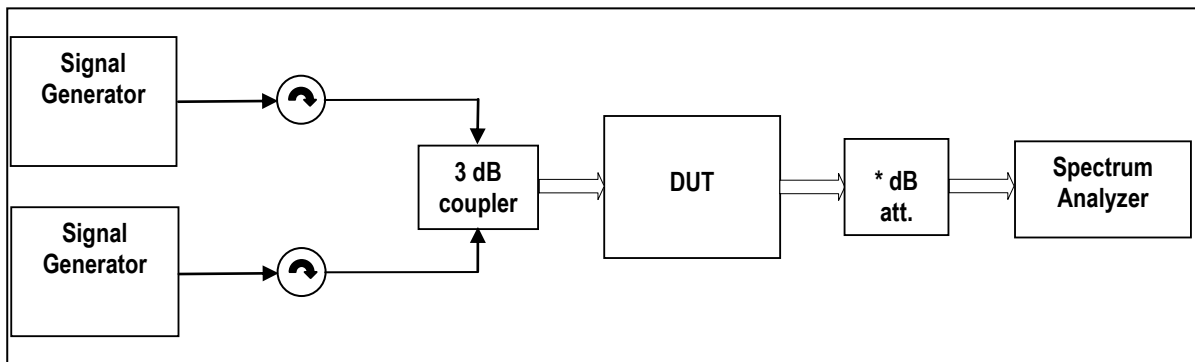 Signal
Generator
3 dB
coupler
DUT
* dB
att.
Spectrum
Analyzer
Signal
Generator